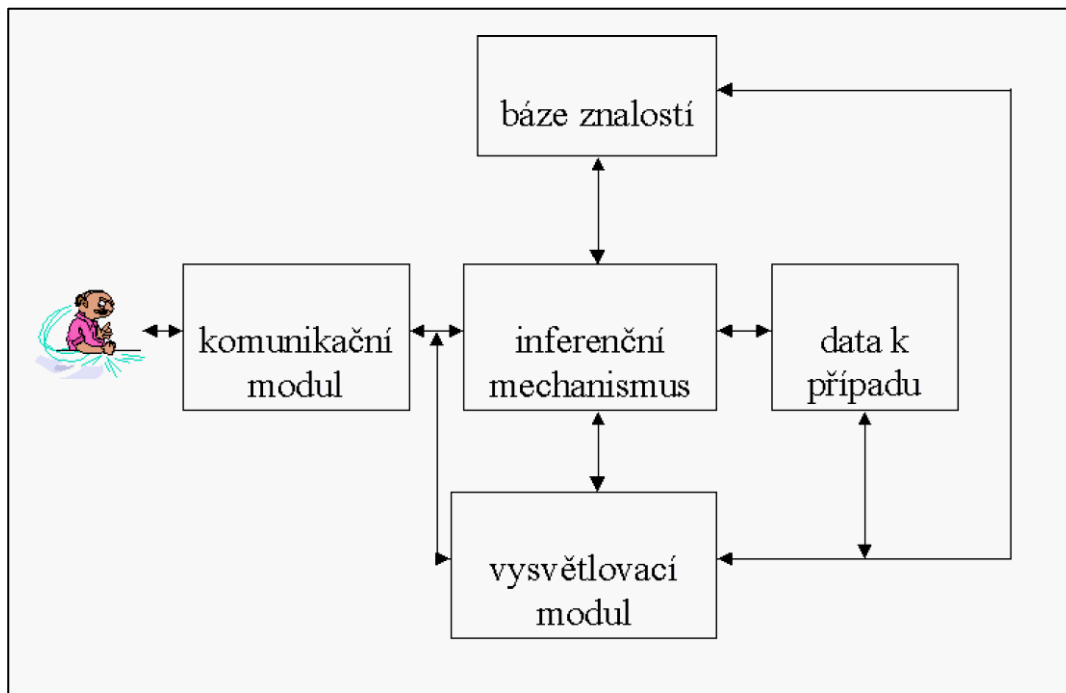 báze znalostí
komunikační
modul
inferenční
mechanismus
data k
případu
vysvětlovací
modul